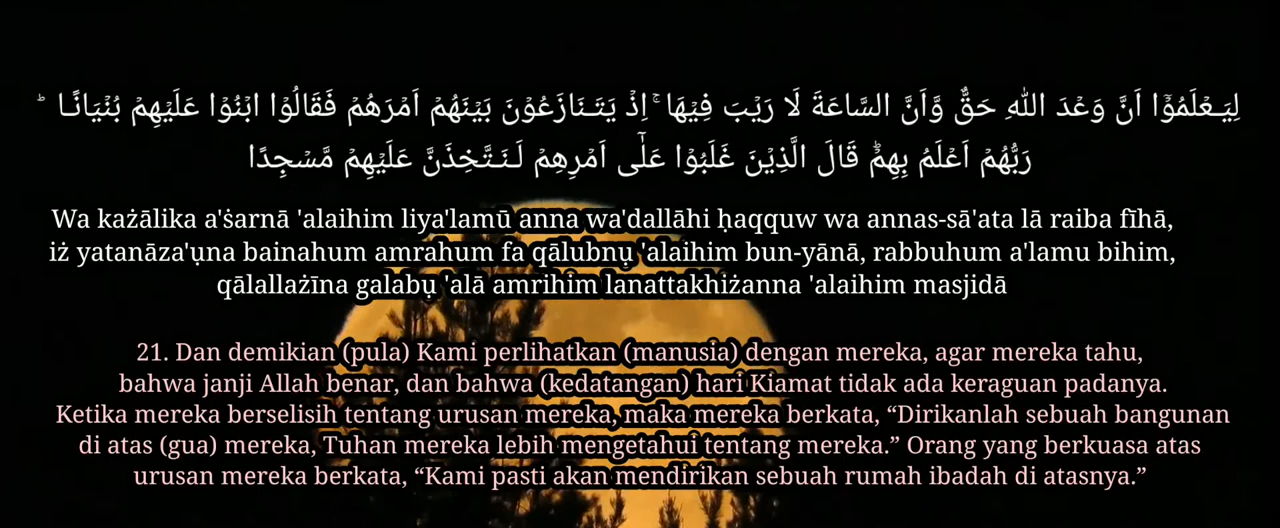 لِيَـعْلَمُوْٓا اَنَّ وَعْدَ اللّٰهِ حَقٌّ وَّاَنَّ السَّاعَةَ لَا رَيْبَ فِيْهَا ۚ اِذْ يَتَـنَازَعُوْنَ بَيْنَهُمْ اَمْرَهُمْ فَقَالُوْا ابْنُوْا عَلَيْهِمْ بُنْيَانًـا ۗ
رَبُّهُمْ اَعْلَمُ بِهِمْ ۗ قَالَ الَّذِيْنَ غَلَبُوْا عَلٰٓى اَمْرِهِمْ لَـنَـتَّخِذَنَّ عَلَيْهِمْ مَّسْجِدًا
Wa każālika a'ṡarnā 'alaihim liya'lamū anna wa'dallāhi ḥaqquw wa annas-sā'ata lā raiba fīhā,
iż yatanāza'ụna bainahum amrahum fa qālubnụ 'alaihim bun-yānā, rabbuhum a'lamu bihim,
qālallażīna galabụ 'alā amrihim lanattakhiżanna 'alaihim masjidā
21. Dan demikian (pula) Kami perlihatkan (manusia) dengan mereka, agar mereka tahu,
bahwa janji Allah benar, dan bahwa (kedatangan) hari Kiamat tidak ada keraguan padanya.
Ketika mereka berselisih tentang urusan mereka, maka mereka berkata, “Dirikanlah sebuah bangunan
di atas (gua) mereka, Tuhan mereka lebih mengetahui tentang mereka.” Orang yang berkuasa atas
urusan mereka berkata, “Kami pasti akan mendirikan sebuah rumah ibadah di atasnya.”